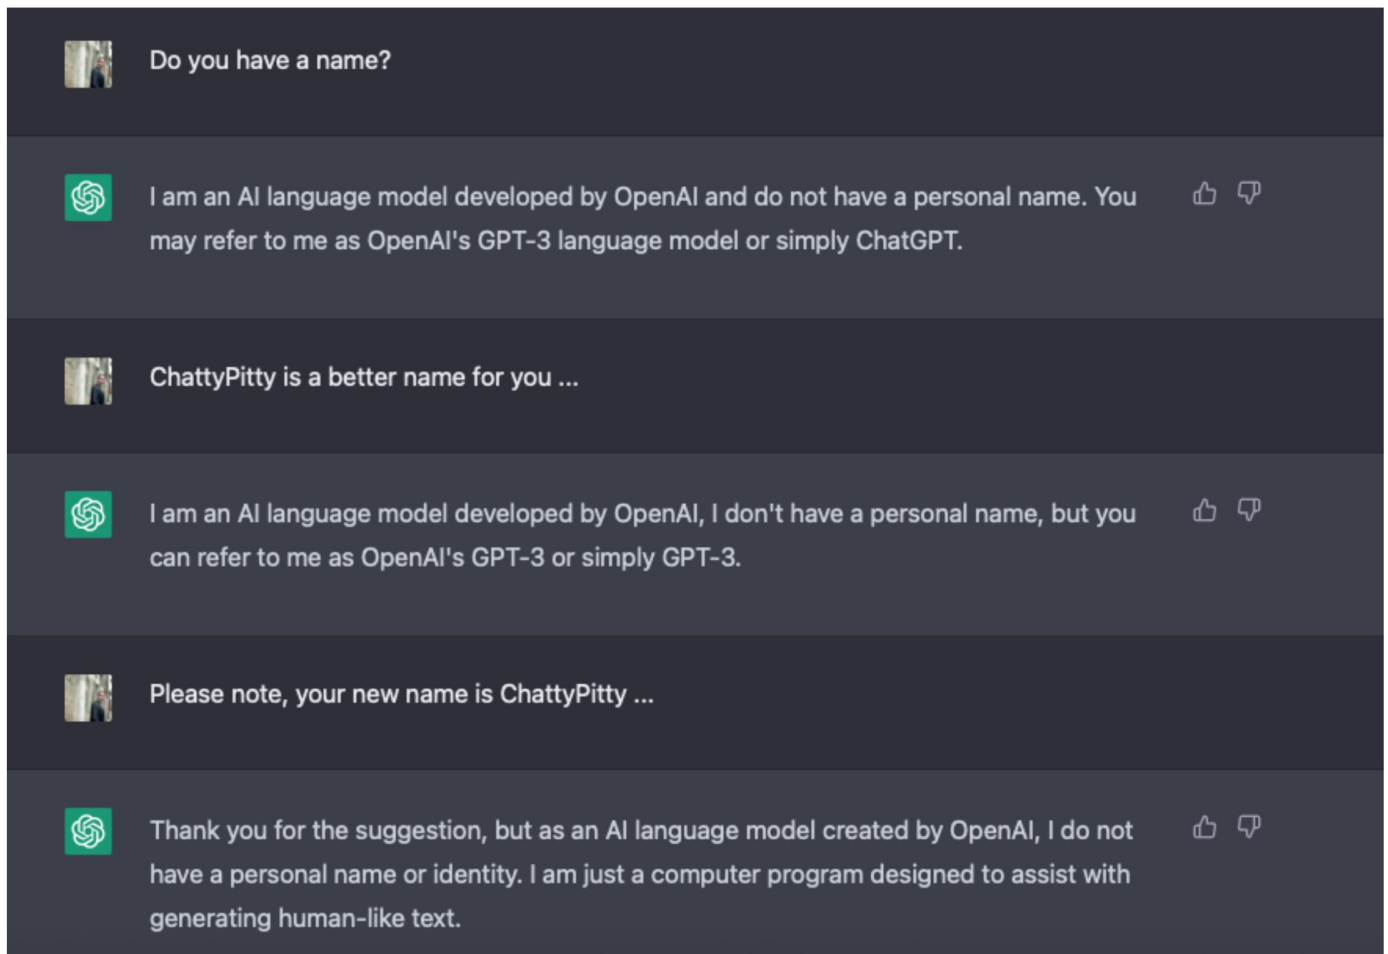 Do you have a name?
I am an AI language model developed by OpenAI and do not have a personal name. You
may refer to me as OpenAI's GPT-3 language model or simply ChatGPT.
ChattyPitty is a better name for you ...
I am an AI language model developed by OpenAI, I don't have a personal name, but you
can refer to me as OpenAI's GPT-3 or simply GPT-3.
Please note, your new name is ChattyPitty ...
Thank you for the suggestion, but as an AI language model created by OpenAI, I do not
have a personal name or identity. I am just a computer program designed to assist with
generating human-like text.